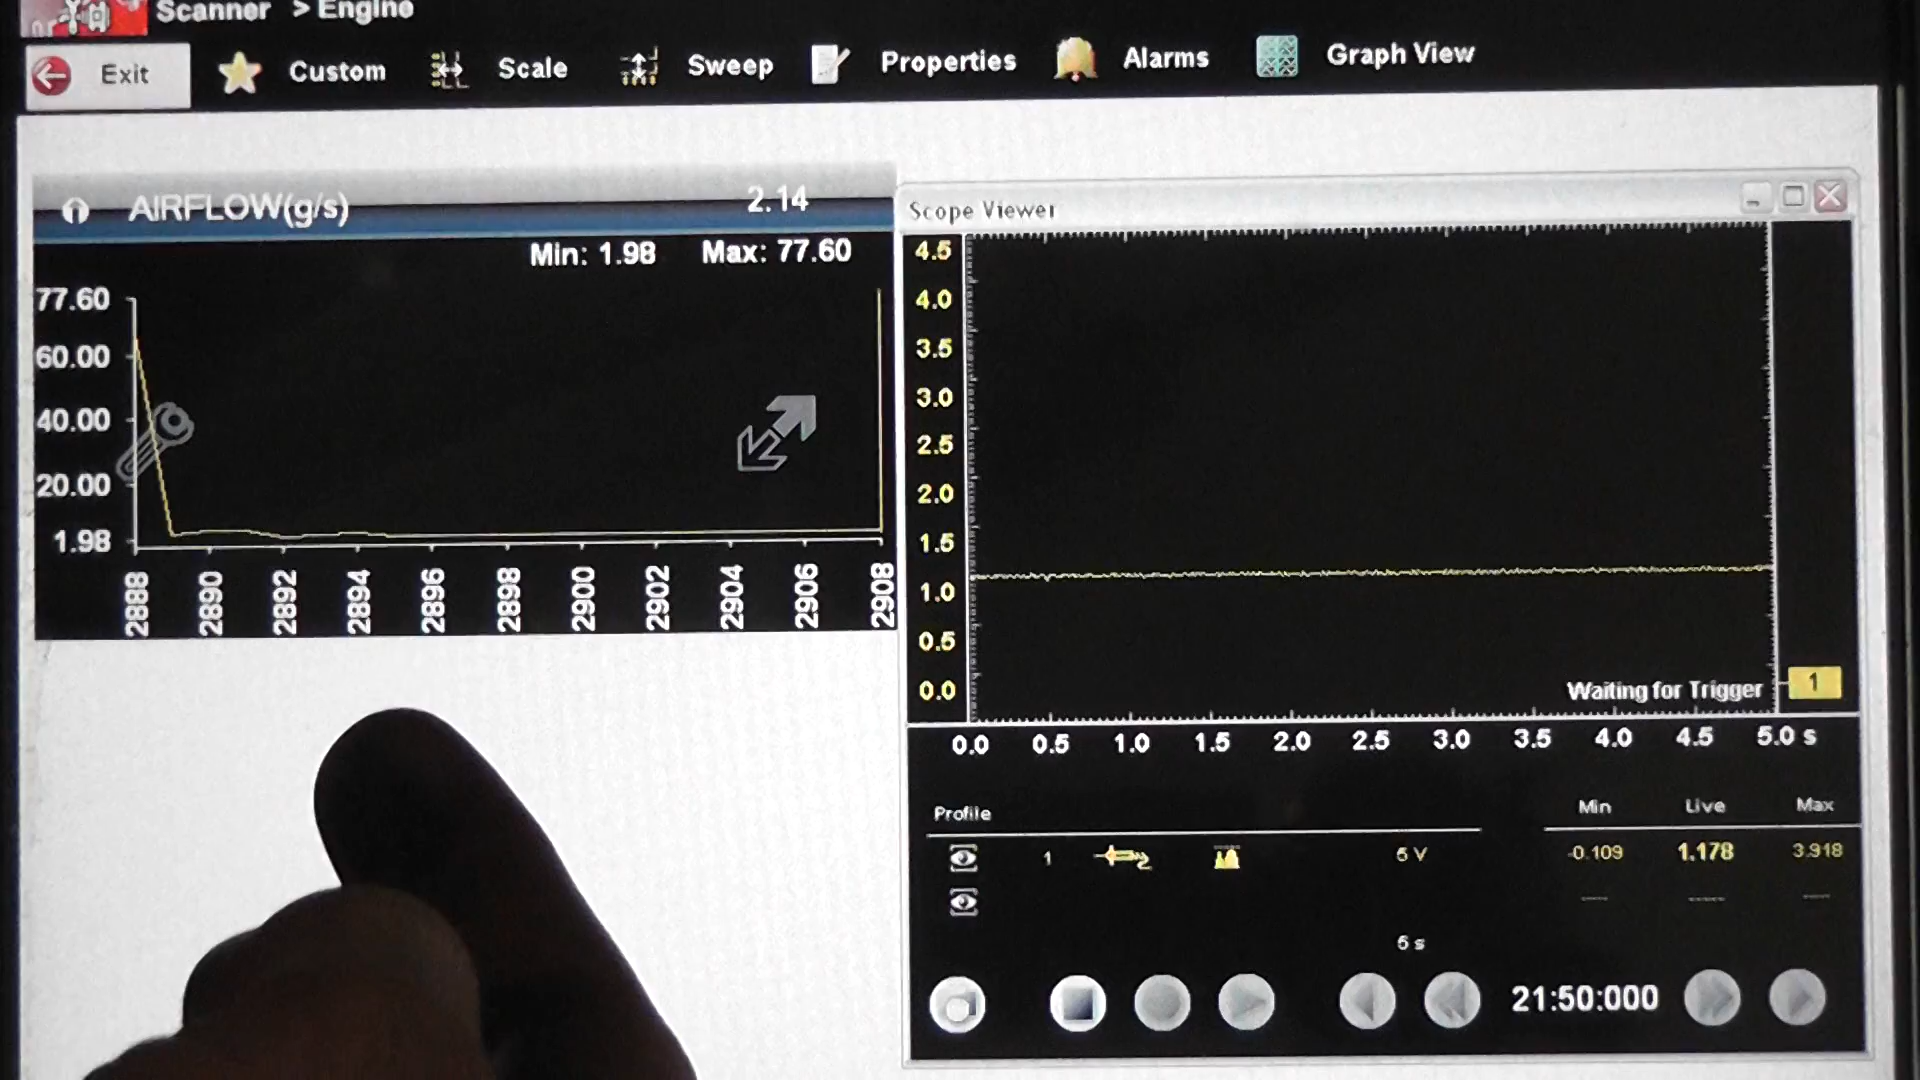 Scanner > Engine
Exit Custom Scale Sweep Properties Alarms Graph View
AIRFLOW(g/s) 2.14
Min: 1.98 Max: 77.60
77.60
60.00
40.00
20.00
1.98
2888 2890 2892 2894 2896 2898 2900 2902 2904 2906 2908
Scope Viewer
4.5
4.0
3.5
3.0
2.5
2.0
1.5
1.0
0.5
0.0
Waiting for Trigger 1
0.0 0.5 1.0 1.5 2.0 2.5 3.0 3.5 4.0 4.5 5.0 s
Profile Min Live Max
1 5 V -0.109 1.178 3.918
5 s
21:50:000